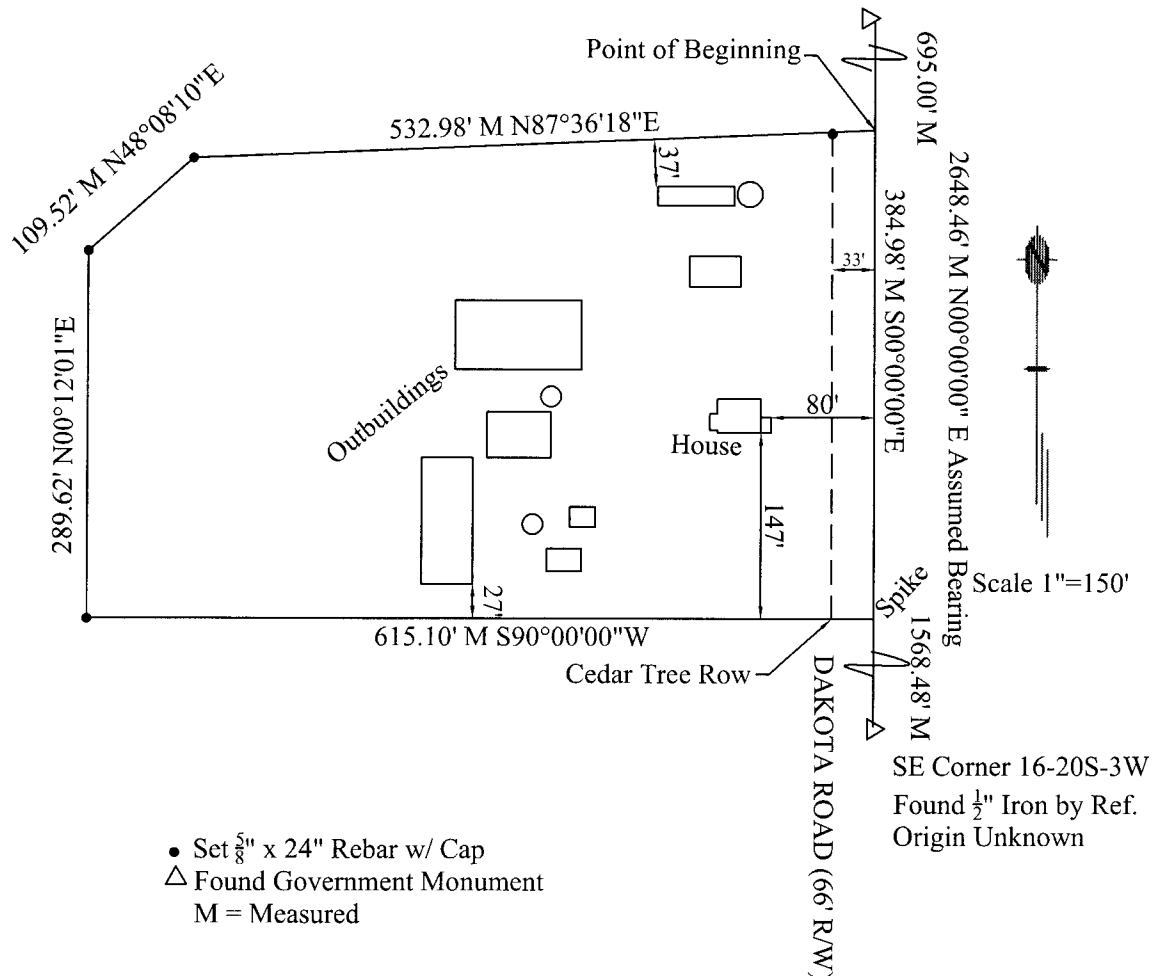 Point of Beginning
695.00' M
109.52' M N48°08'10"E
532.98' M N87°36'18"E
37'
2648.46' M N00°00'00" E Assumed Bearing
384.98' M S00°00'00"E
33'
N
289.62' N00°12'01"E
Outbuildings
80'
House
147'
27'
Spike
Scale 1"=150'
615.10' M S90°00'00"W
1568.48' M
Cedar Tree Row
DAKOTA ROAD (66' R/W)
SE Corner 16-20S-3W
Found 1/2" Iron by Ref.
Origin Unknown
Set 5/8" x 24" Rebar w/ Cap
Found Government Monument
M = Measured